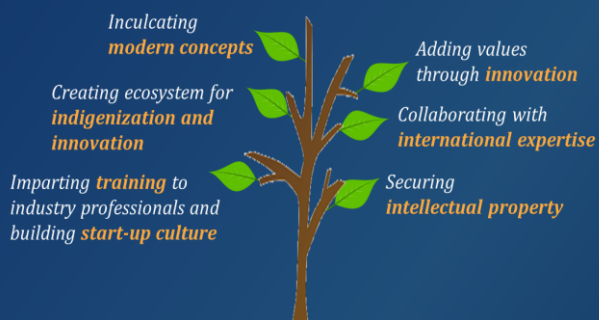 Inculcating
modern concepts
Creating ecosystem for
indigenization and
innovation
Imparting training to
industry professionals and
building start-up culture
Adding values
through innovation
Collaborating with
international expertise
Securing
intellectual property